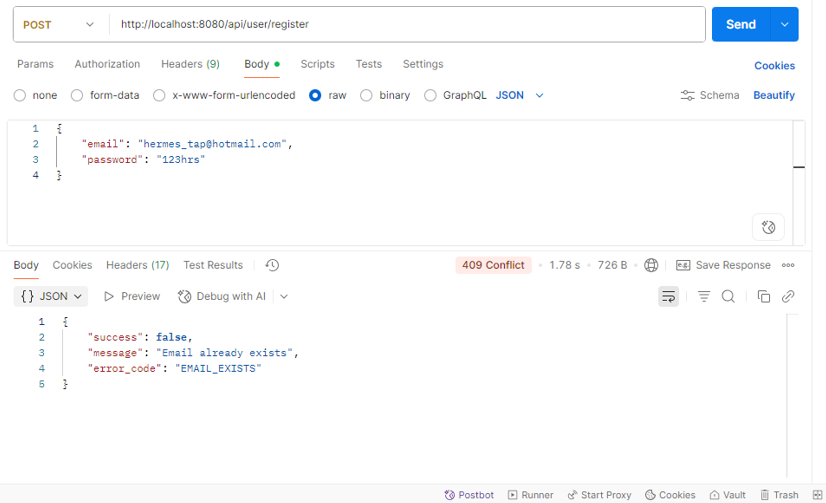 POST http://localhost:8080/api/user/register Send
Params Authorization Headers (9) Body Scripts Tests Settings Cookies
none form-data x-www-form-urlencoded raw binary GraphQL JSON Schema Beautify
1 {
2 "email": "hermes_tap@hotmail.com",
3 "password": "123hrs"
4 }
Body Cookies Headers (17) Test Results 409 Conflict • 1.78 s • 726 B e.g. Save Response
{} JSON Preview Debug with AI
1 {
2 "success": false,
3 "message": "Email already exists",
4 "error_code": "EMAIL_EXISTS"
5 }
Postbot Runner Start Proxy Cookies Vault Trash